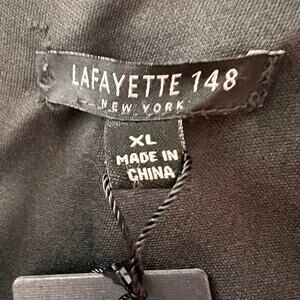 LAFAYETTE 148
NEW YORK
XL
MADE IN
CHINA